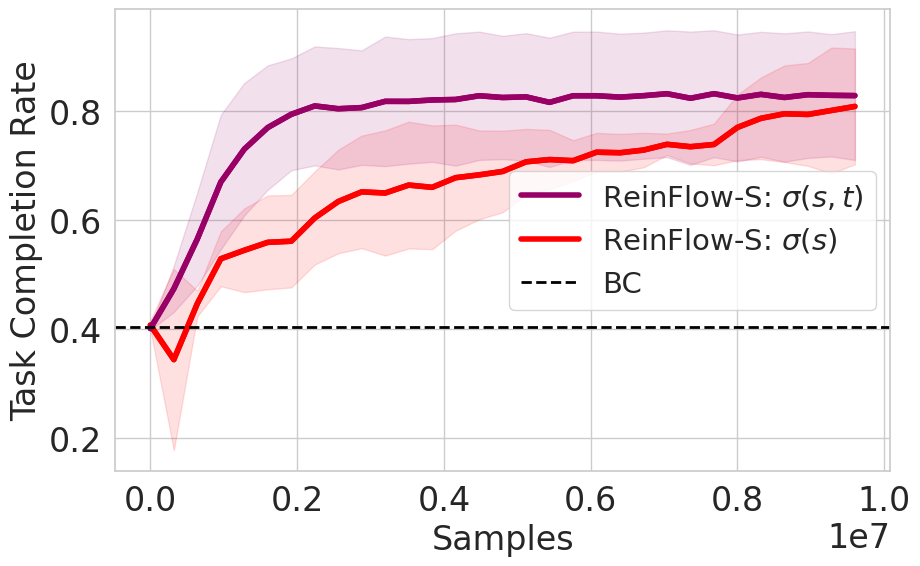 Task Completion Rate
0.8
0.6
0.4
0.2
ReinFlow-S: σ(s, t)
ReinFlow-S: σ(s)
BC
0.0 0.2 0.4 0.6 0.8 1.0
Samples
1e7